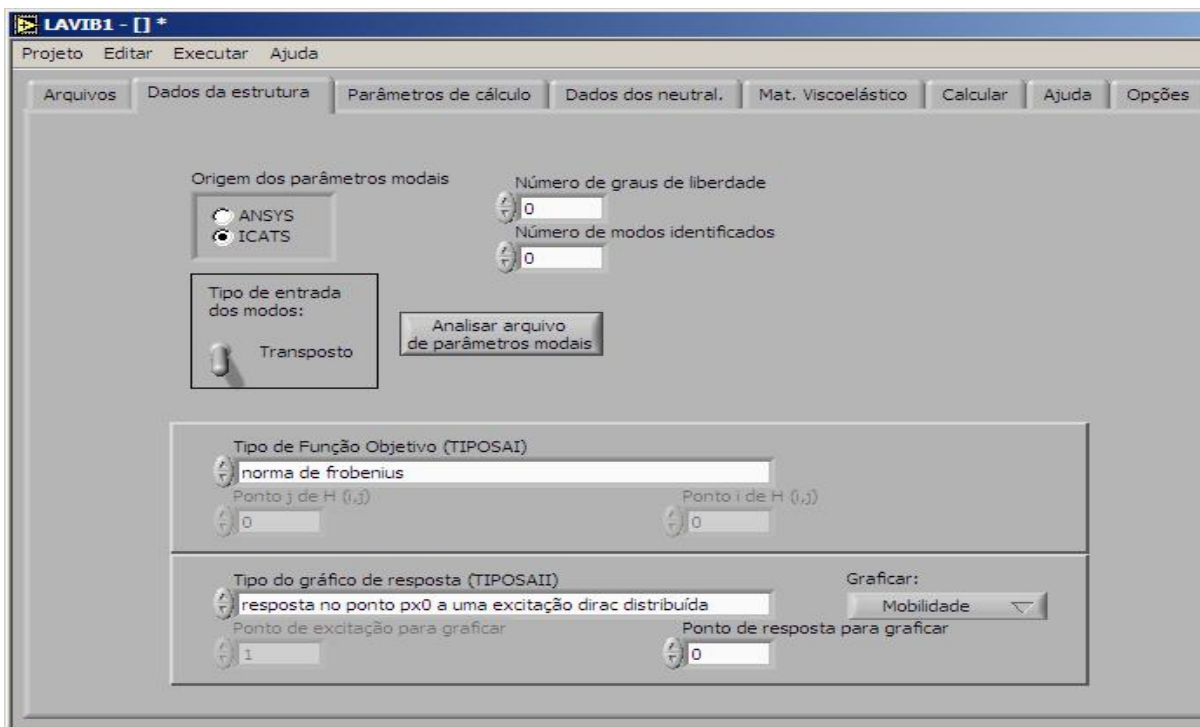 LAVIB1 - [] *
Projeto Editar Executar Ajuda
Arquivos Dados da estrutura Parâmetros de cálculo Dados dos neutral. Mat. Viscoelástico Calcular Ajuda Opções
Origem dos parâmetros modais
ANSYS
ICATS
Número de graus de liberdade
0
Número de modos identificados
0
Tipo de entrada
dos modos:
Transposto
Analisar arquivo
de parâmetros modais
Tipo de Função Objetivo (TIPOSAI)
norma de frobenius
Ponto j de H (i,j) Ponto i de H (i,j)
0 0
Tipo do gráfico de resposta (TIPOSAII) Graficar:
resposta no ponto px0 a uma excitação dirac distribuída Mobilidade
Ponto de excitação para graficar Ponto de resposta para graficar
1 0